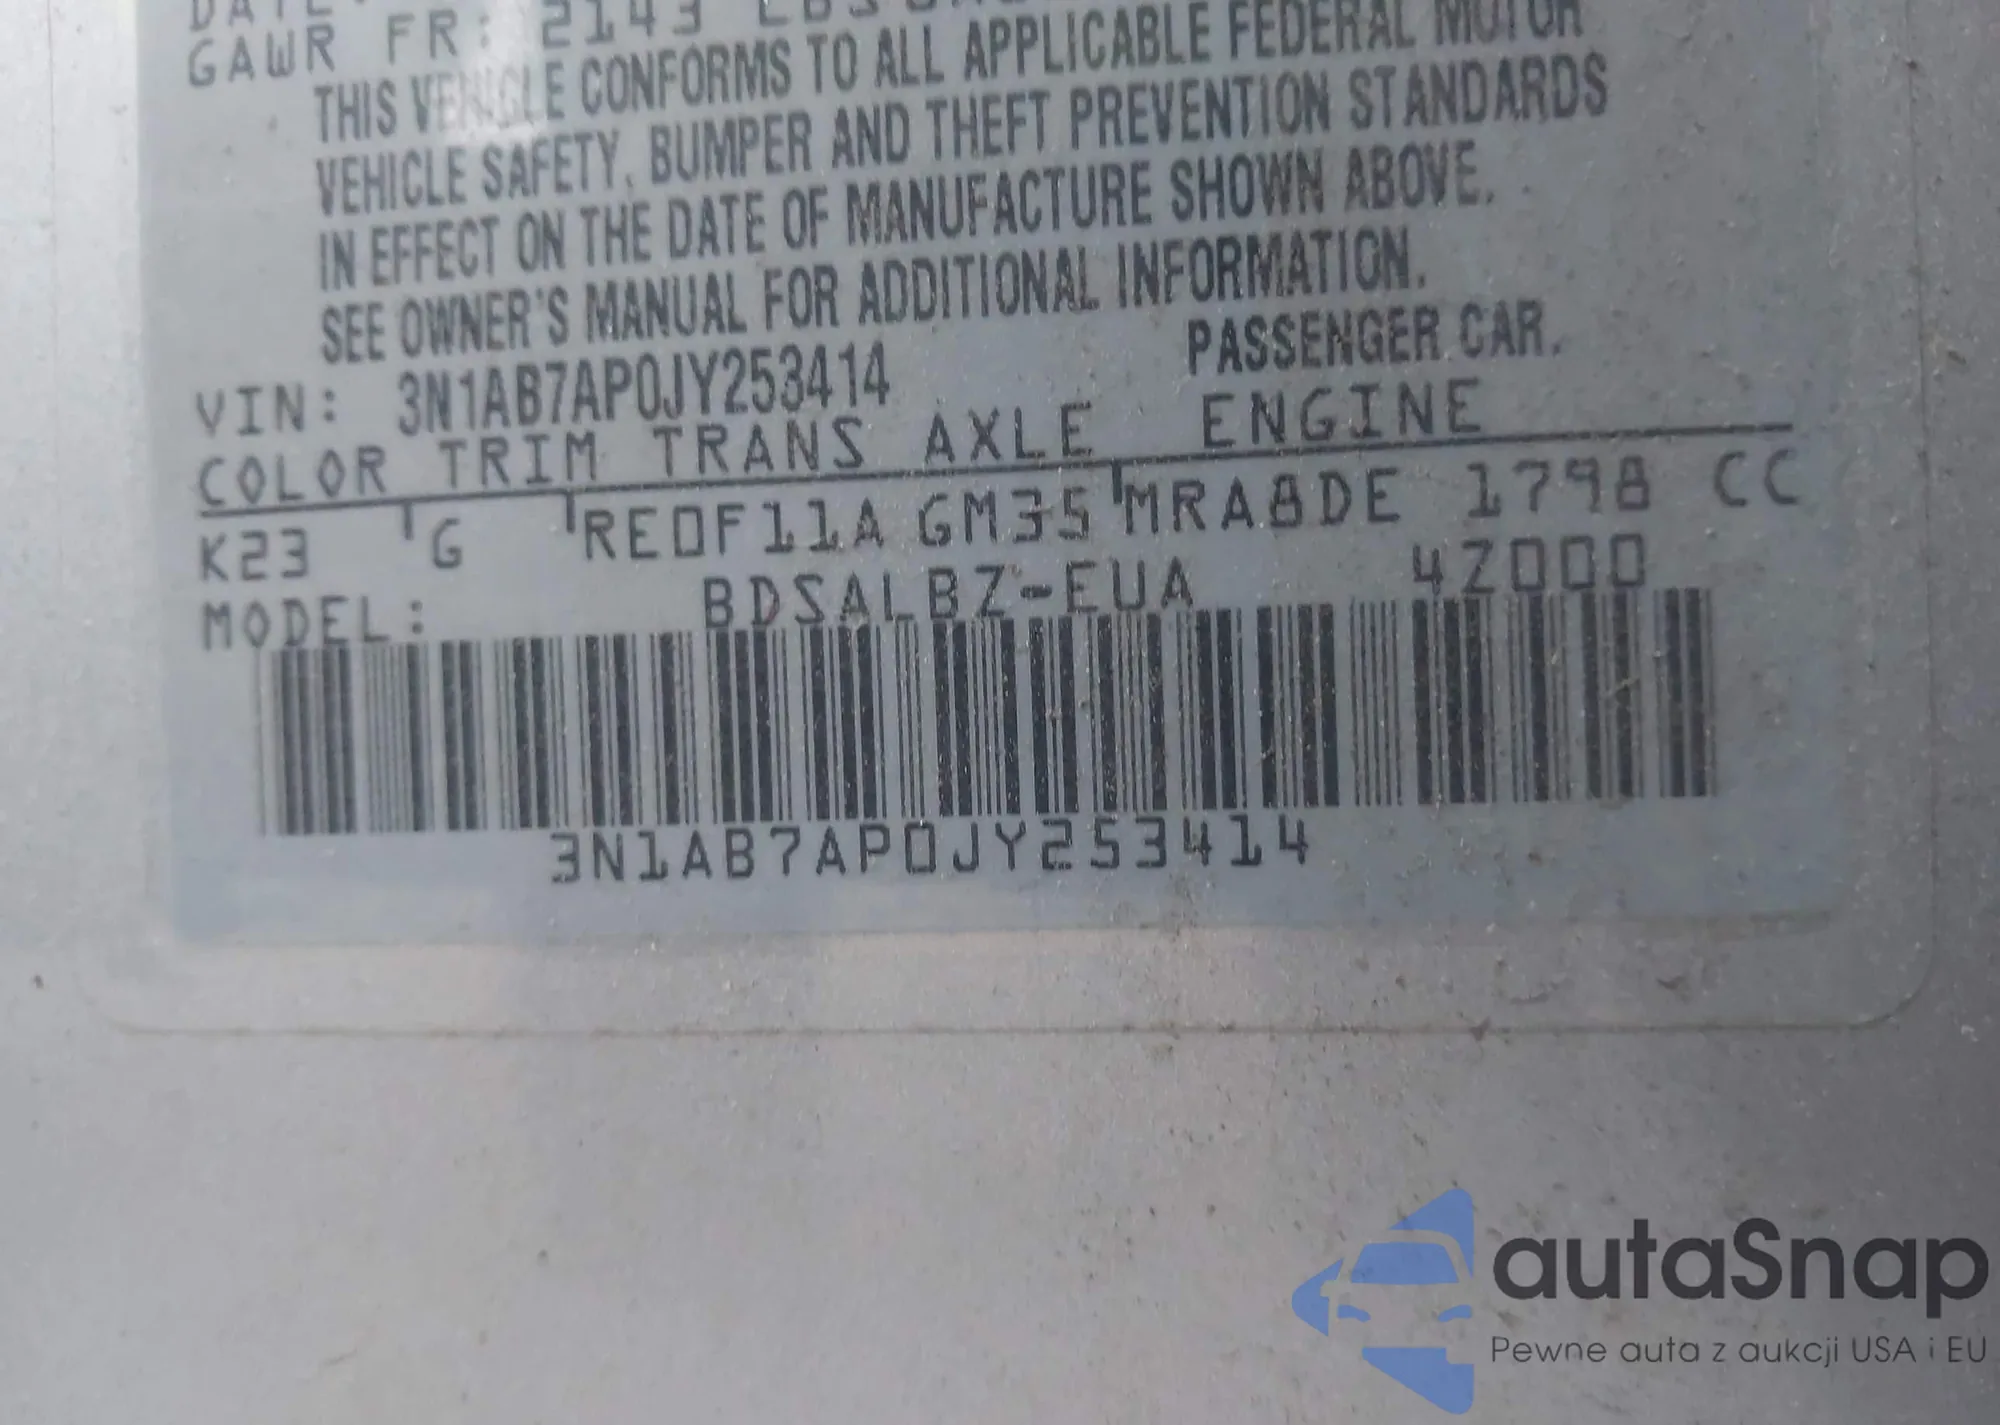 GAWR FR: 2143
THIS VEHICLE CONFORMS TO ALL APPLICABLE FEDERAL MOTOR
VEHICLE SAFETY, BUMPER AND THEFT PREVENTION STANDARDS
IN EFFECT ON THE DATE OF MANUFACTURE SHOWN ABOVE.
SEE OWNER'S MANUAL FOR ADDITIONAL INFORMATION.
VIN: 3N1AB7AP0JY253414 PASSENGER CAR.
COLOR TRIM TRANS AXLE ENGINE
K23 G RE0F11A GM35 MRA8DE 1798 CC
MODEL: BDSALBZ-EUA 4Z000
3N1AB7AP0JY253414
autaSnap
Pewne auta z aukcji USA i EU